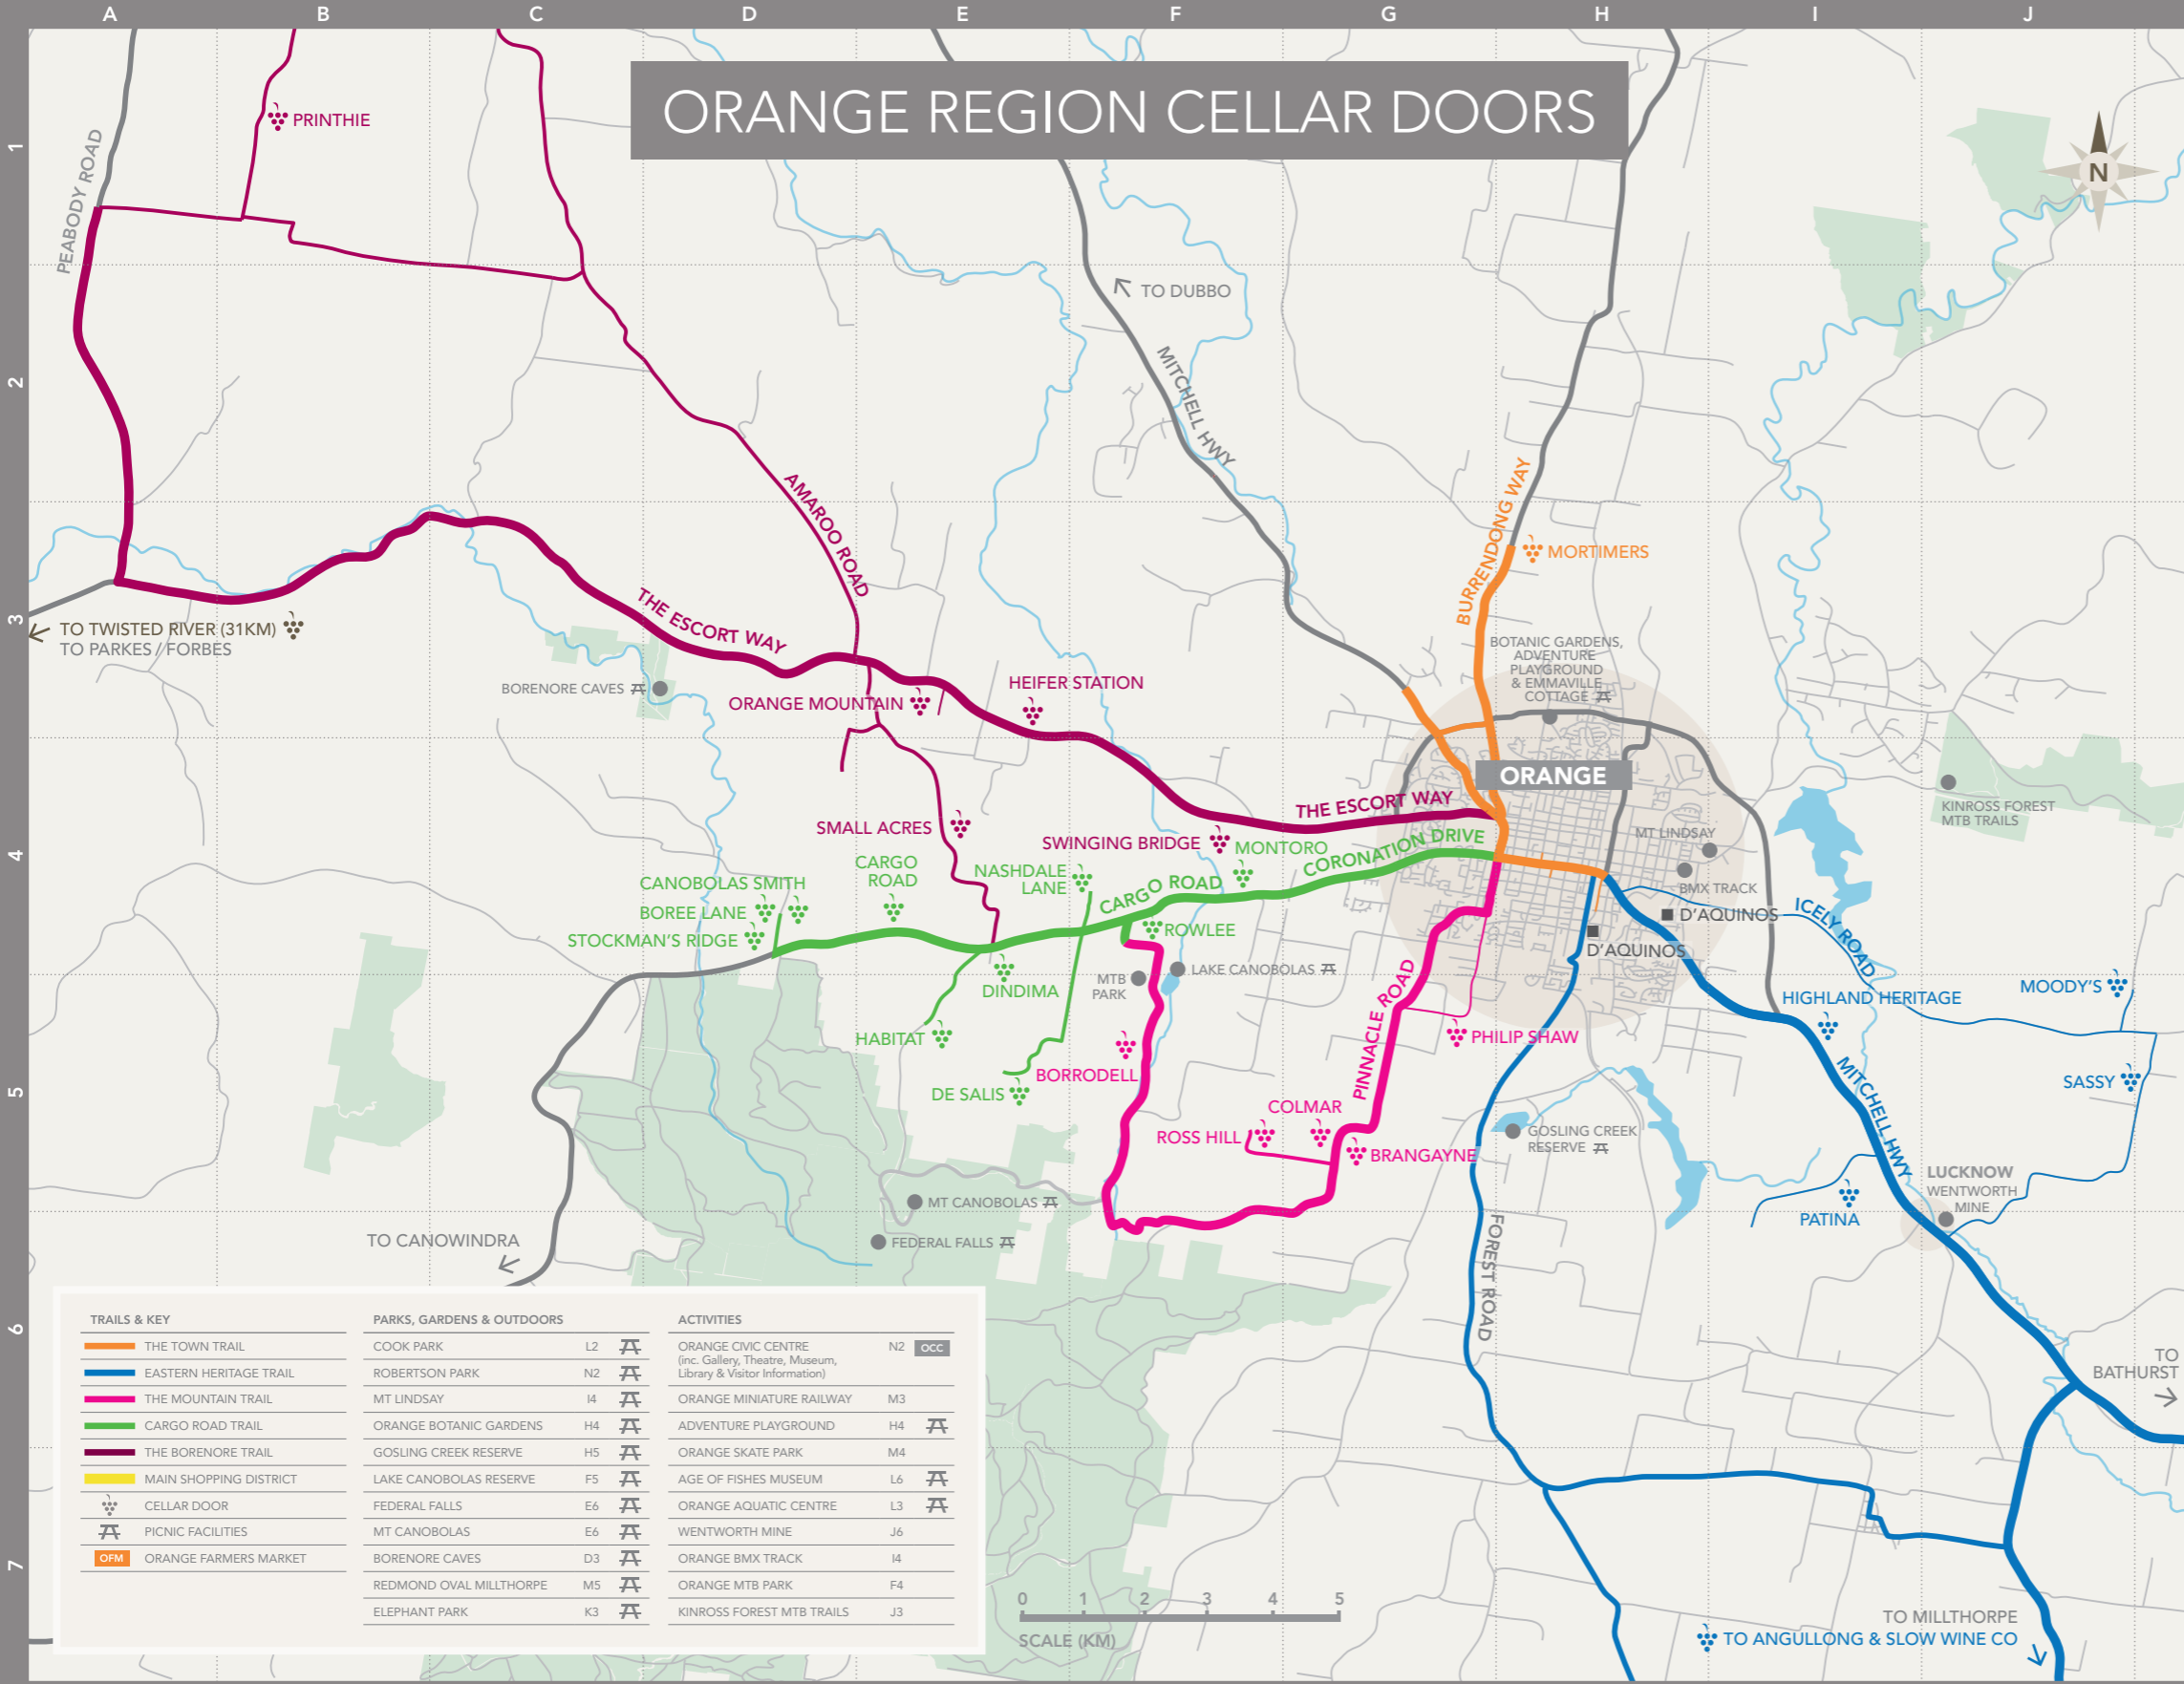 A B C D E F G H I J
1
2
3
4
5
6
7
ORANGE REGION CELLAR DOORS
N
PRINTHIE
PEABODY ROAD
TO DUBBO
MITCHELL HWY
AMAROO ROAD
BURRENDONG WAY
MORTIMERS
THE ESCORT WAY
TO TWISTED RIVER (31KM)
TO PARKES / FORBES
BORENORE CAVES
BOTANIC GARDENS,
ADVENTURE
PLAYGROUND
& EMMAVILLE
COTTAGE
ORANGE MOUNTAIN
HEIFER STATION
ORANGE
KINROSS FOREST
MTB TRAILS
THE ESCORT WAY
SMALL ACRES
SWINGING BRIDGE
MONTORO
CORONATION DRIVE
MT LINDSAY
CARGO
ROAD
NASHDALE
LANE
CARGO ROAD
BMX TRACK
CANOBOLAS SMITH
BOREE LANE
STOCKMAN'S RIDGE
ROWLEE
D'AQUINOS
D'AQUINOS
ICELY ROAD
DINDIMA
MTB
PARK
LAKE CANOBOLAS
HIGHLAND HERITAGE
MOODY'S
HABITAT
PINNACLE ROAD
PHILIP SHAW
BORRODELL
DE SALIS
MITCHELL HWY
SASSY
COLMAR
ROSS HILL
BRANGAYNE
GOSLING CREEK
RESERVE
LUCKNOW
WENTWORTH
MINE
MT CANOBOLAS
PATINA
FEDERAL FALLS
TO CANOWINDRA
FOREST ROAD
TO
BATHURST
TRAILS & KEY
THE TOWN TRAIL
EASTERN HERITAGE TRAIL
THE MOUNTAIN TRAIL
CARGO ROAD TRAIL
THE BORENORE TRAIL
MAIN SHOPPING DISTRICT
CELLAR DOOR
PICNIC FACILITIES
OFM ORANGE FARMERS MARKET
PARKS, GARDENS & OUTDOORS
COOK PARK L2
ROBERTSON PARK N2
MT LINDSAY I4
ORANGE BOTANIC GARDENS H4
GOSLING CREEK RESERVE H5
LAKE CANOBOLAS RESERVE F5
FEDERAL FALLS E6
MT CANOBOLAS E6
BORENORE CAVES D3
REDMOND OVAL MILLTHORPE M5
ELEPHANT PARK K3
ACTIVITIES
ORANGE CIVIC CENTRE N2 OCC
(inc. Gallery, Theatre, Museum,
Library & Visitor Information)
ORANGE MINIATURE RAILWAY M3
ADVENTURE PLAYGROUND H4
ORANGE SKATE PARK M4
AGE OF FISHES MUSEUM L6
ORANGE AQUATIC CENTRE L3
WENTWORTH MINE J6
ORANGE BMX TRACK I4
ORANGE MTB PARK F4
KINROSS FOREST MTB TRAILS J3
0 1 2 3 4 5
SCALE (KM)
TO MILLTHORPE
TO ANGULLONG & SLOW WINE CO